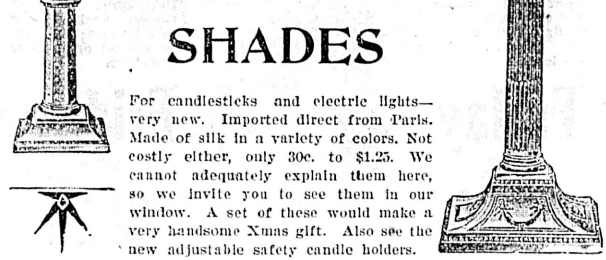 SHADES
For candlesticks and electric lights—
very new. Imported direct from Paris.
Made of silk in a variety of colors. Not
costly either, only 30c. to $1.25. We
cannot adequately explain them here,
so we invite you to see them in our
window. A set of these would make a
very handsome Xmas gift. Also see the
new adjustable safety candle holders.